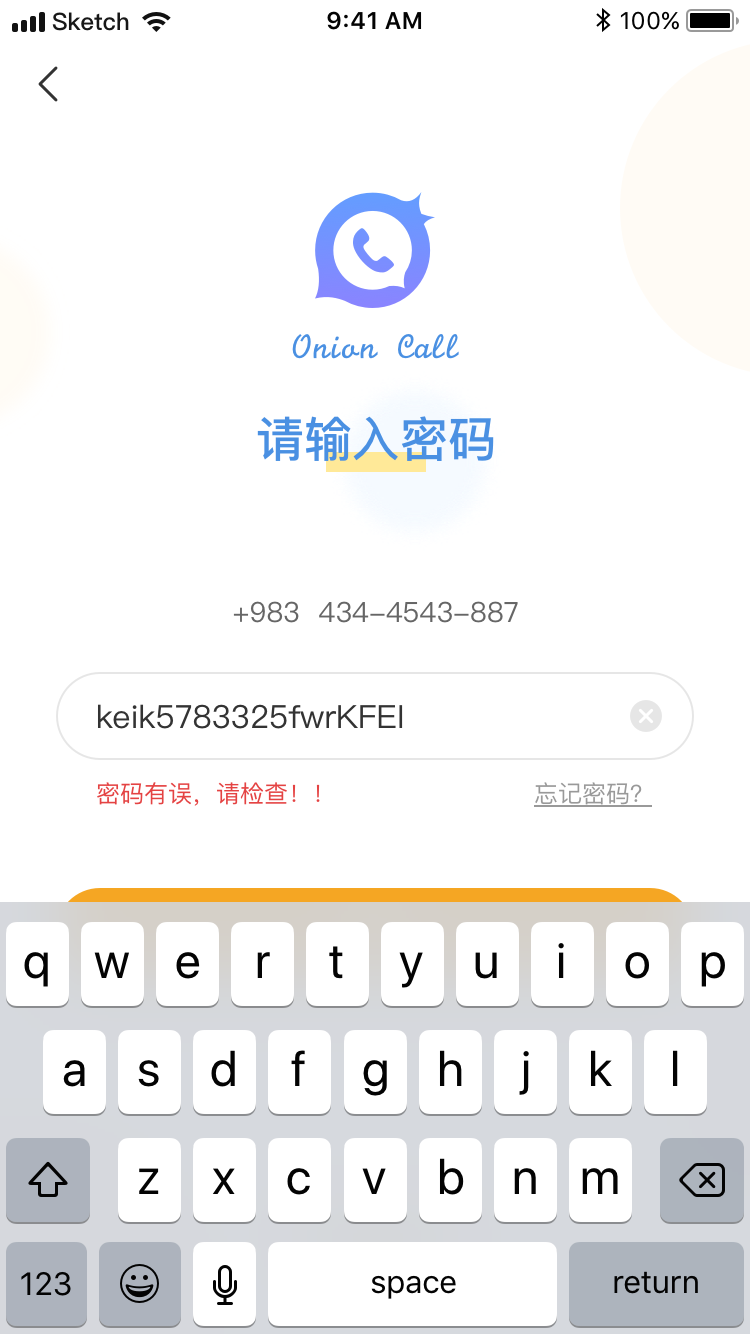 Sketch 9:41 AM 100%
Onion Call
请输入密码
+983 434-4543-887
keik5783325fwrKFEI
密码有误，请检查！！ 忘记密码？
q w e r t y u i o p
a s d f g h j k l
z x c v b n m
123 space return